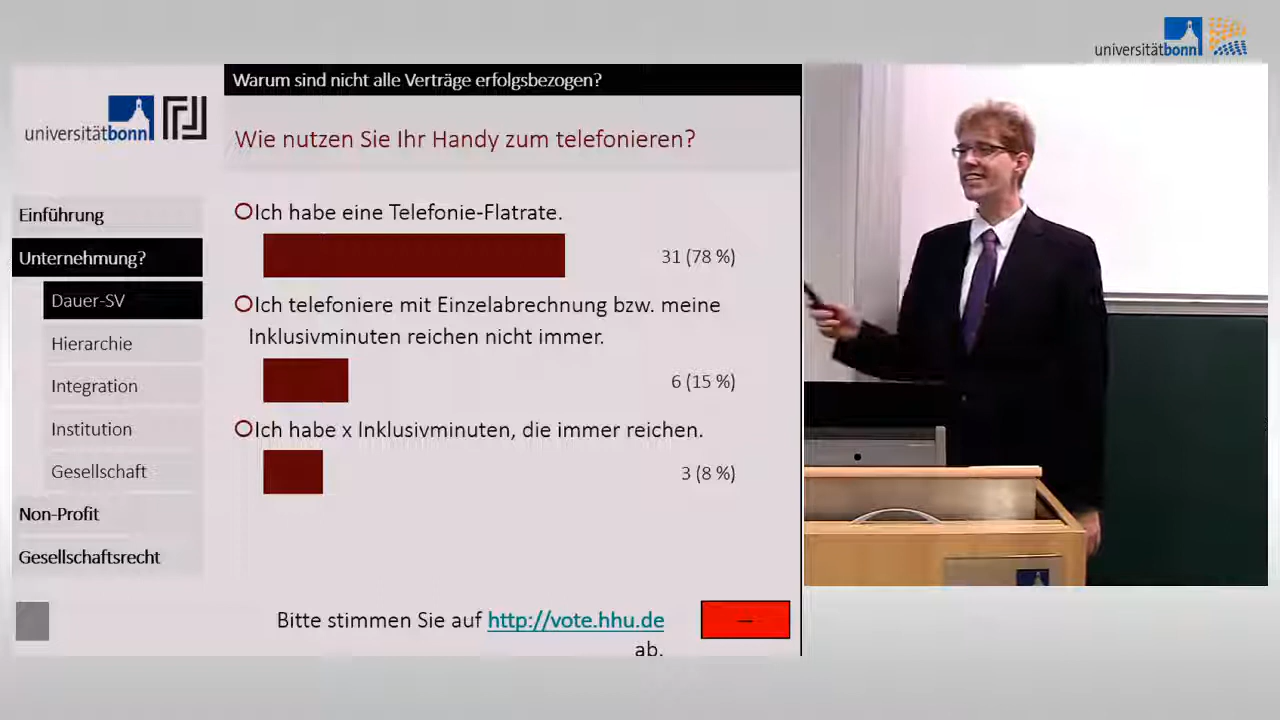 universitätbonn
Warum sind nicht alle Verträge erfolgsbezogen?
universitätbonn
Wie nutzen Sie Ihr Handy zum telefonieren?
Einführung
Unternehmung?
Dauer-SV
Hierarchie
Integration
Institution
Gesellschaft
Non-Profit
Gesellschaftsrecht
Ich habe eine Telefonie-Flatrate.
31 (78 %)
Ich telefoniere mit Einzelabrechnung bzw. meine
Inklusivminuten reichen nicht immer.
6 (15 %)
Ich habe x Inklusivminuten, die immer reichen.
3 (8 %)
Bitte stimmen Sie auf http://vote.hhu.de
ab.